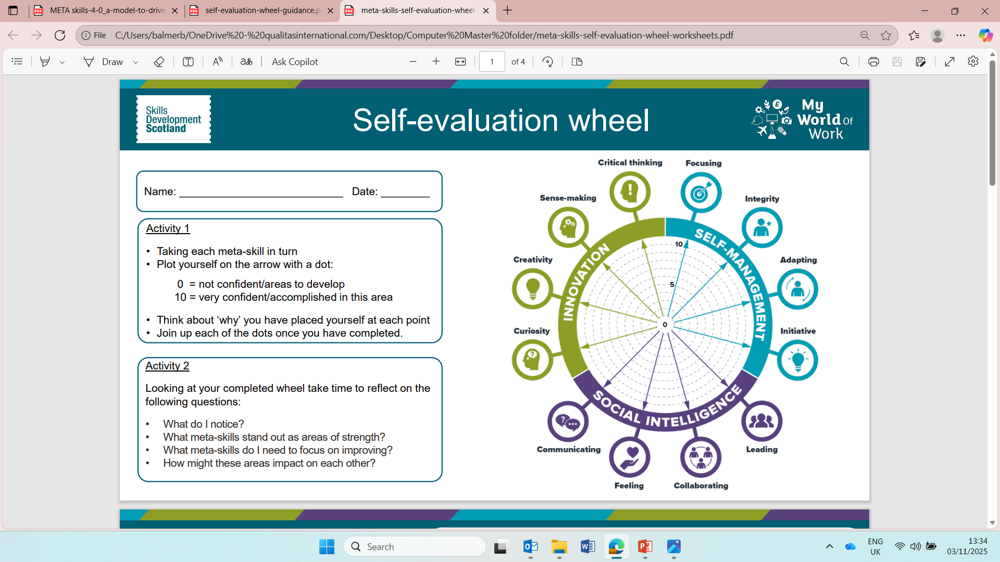 META skills-4-0_a-model-to-drive
self-evaluation-wheel-guidance.p
meta-skills-self-evaluation-wheel-
File
C:/Users/balmerb/OneDrive%20-%20qualitasinternational.com/Desktop/Computer%20Master%20folder/meta-skills-self-evaluation-wheel-worksheets.pdf
Draw
Ask Copilot
1 of 4
Skills
Development
Scotland
Self-evaluation wheel
My
World Of
Work
Name: ____________________________ Date: ________
Activity 1
• Taking each meta-skill in turn
• Plot yourself on the arrow with a dot:
0 = not confident/areas to develop
10 = very confident/accomplished in this area
• Think about ‘why’ you have placed yourself at each point
• Join up each of the dots once you have completed.
Activity 2
Looking at your completed wheel take time to reflect on the
following questions:
• What do I notice?
• What meta-skills stand out as areas of strength?
• What meta-skills do I need to focus on improving?
• How might these areas impact on each other?
Critical thinking
Focusing
Sense-making
Integrity
Creativity
Adapting
Curiosity
Initiative
Communicating
Leading
Feeling
Collaborating
INNOVATION
SELF-MANAGEMENT
SOCIAL INTELLIGENCE
10
5
0
Search
ENG
UK
13:34
03/11/2025